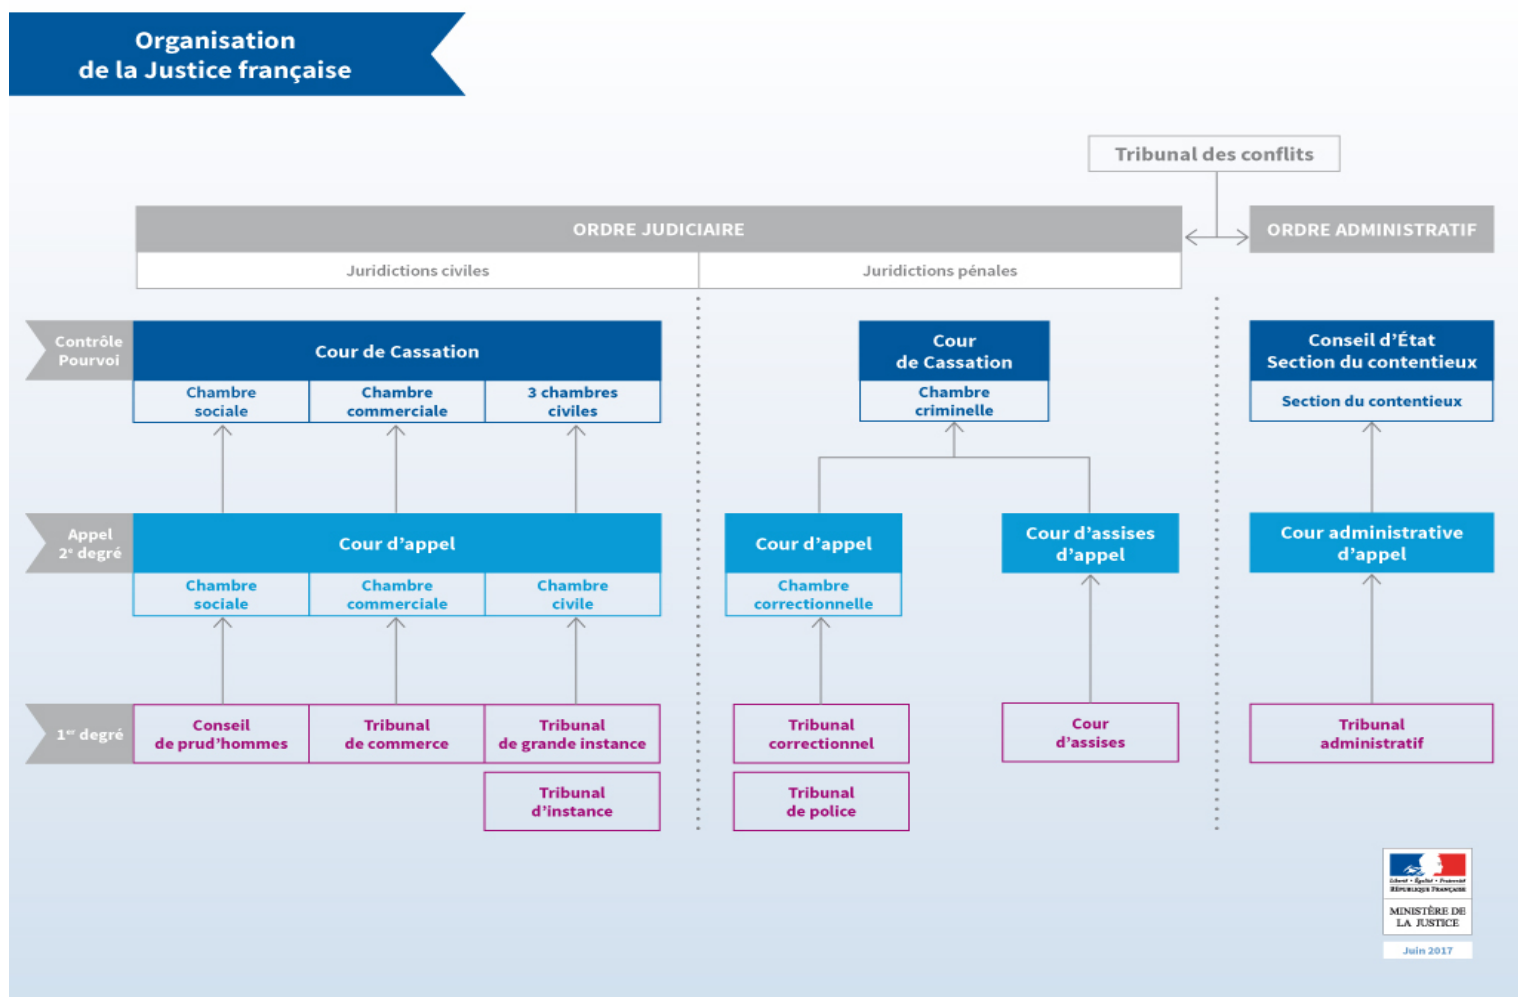 Organisation
de la Justice française
Tribunal des conflits
ORDRE JUDICIAIRE
ORDRE ADMINISTRATIF
Juridictions civiles
Juridictions pénales
Contrôle
Pourvoi
Cour de Cassation
Chambre
sociale
Chambre
commerciale
3 chambres
civiles
Cour
de Cassation
Chambre
criminelle
Conseil d'État
Section du contentieux
Section du contentieux
Appel
2e degré
Cour d'appel
Chambre
sociale
Chambre
commerciale
Chambre
civile
Cour d'appel
Chambre
correctionnelle
Cour d'assises
d'appel
Cour administrative
d'appel
1er degré
Conseil
de prud'hommes
Tribunal
de commerce
Tribunal
de grande instance
Tribunal
d'instance
Tribunal
correctionnel
Tribunal
de police
Cour
d'assises
Tribunal
administratif
Liberté • Égalité • Fraternité
RÉPUBLIQUE FRANÇAISE
MINISTÈRE DE
LA JUSTICE
Juin 2017